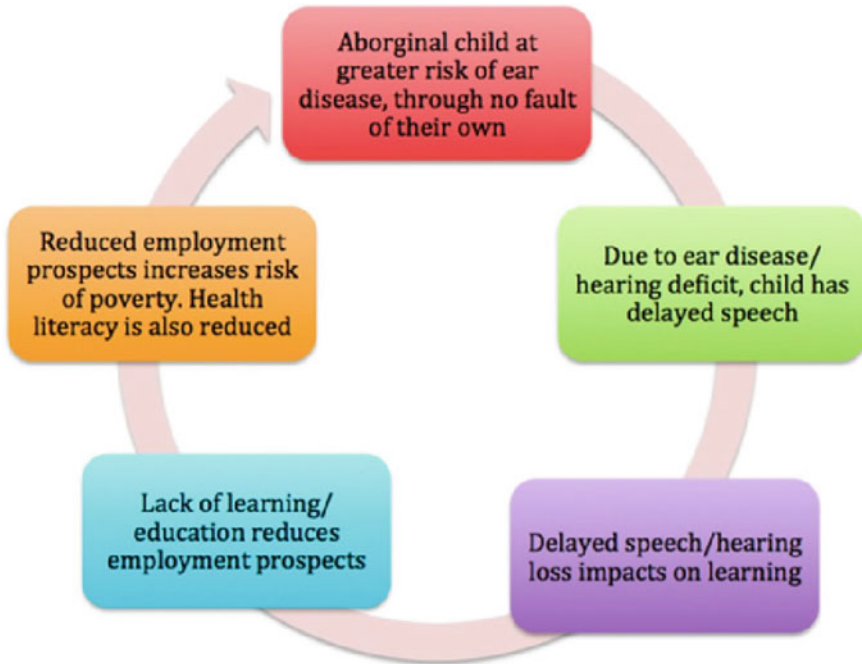 Aborginal child at
greater risk of ear
disease, through no fault
of their own
Due to ear disease/
hearing deficit, child has
delayed speech
Delayed speech/hearing
loss impacts on learning
Lack of learning/
education reduces
employment prospects
Reduced employment
prospects increases risk
of poverty. Health
literacy is also reduced